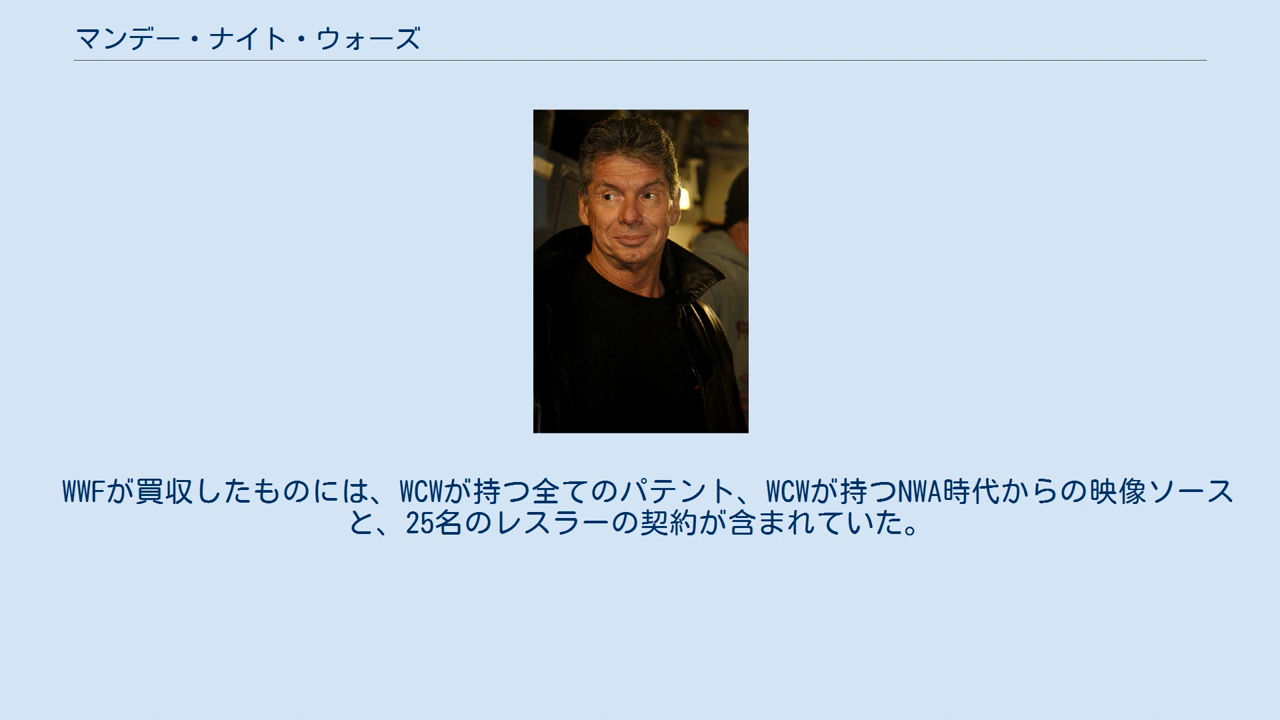 マンデー・ナイト・ウォーズ
WWFが買収したものには、WCWが持つ全てのパテント、WCWが持つNWA時代からの映像ソース
と、25名のレスラーの契約が含まれていた。